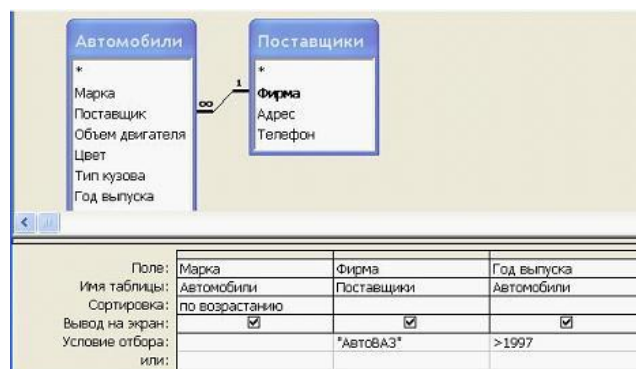 Автомобили
*
Марка
Поставщик
Объем двигателя
Цвет
Тип кузова
Год выпуска
∞ 1
Поставщики
*
Фирма
Адрес
Телефон
Поле: Марка Фирма Год выпуска
Имя таблицы: Автомобили Поставщики Автомобили
Сортировка: по возрастанию
Вывод на экран:
Условие отбора: "АвтоВАЗ" >1997
или: